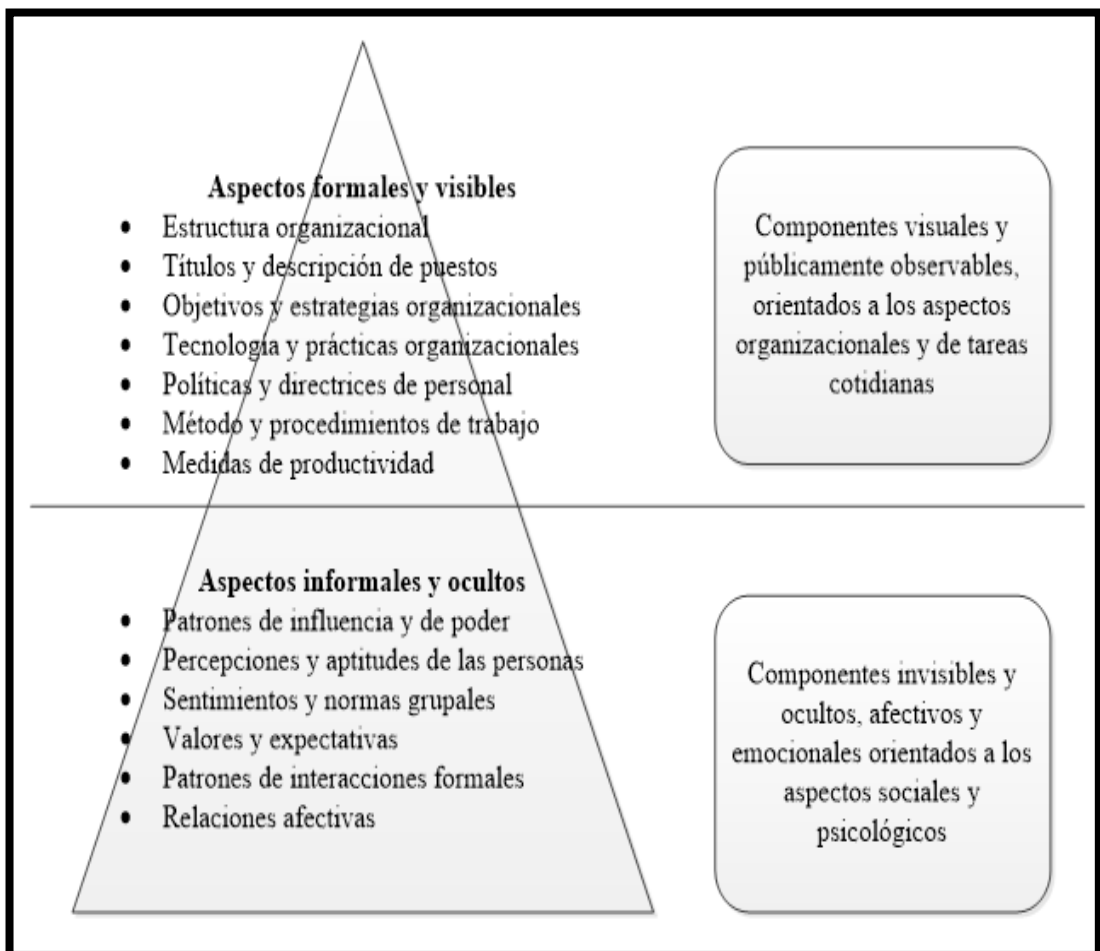 Aspectos formales y visibles
• Estructura organizacional
• Títulos y descripción de puestos
• Objetivos y estrategias organizacionales
• Tecnología y prácticas organizacionales
• Políticas y directrices de personal
• Método y procedimientos de trabajo
• Medidas de productividad
Componentes visuales y
públicamente observables,
orientados a los aspectos
organizacionales y de tareas
cotidianas
Aspectos informales y ocultos
• Patrones de influencia y de poder
• Percepciones y aptitudes de las personas
• Sentimientos y normas grupales
• Valores y expectativas
• Patrones de interacciones formales
• Relaciones afectivas
Componentes invisibles y
ocultos, afectivos y
emocionales orientados a los
aspectos sociales y
psicológicos